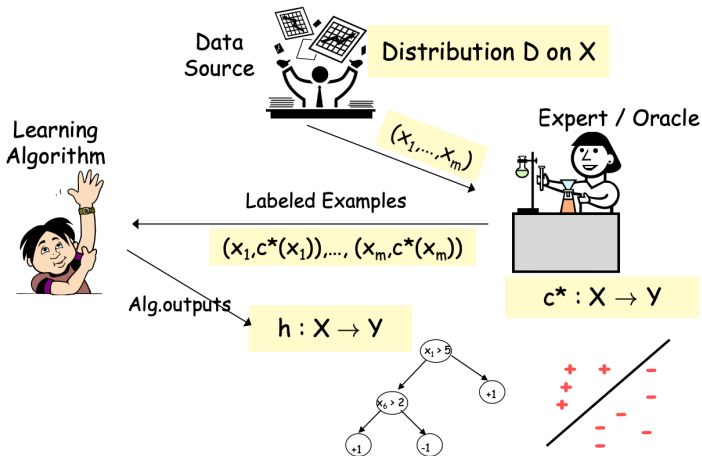 Data
Source
Distribution D on X
Learning
Algorithm
Expert / Oracle
(x₁,...,xₘ)
Labeled Examples
(x₁,c*(x₁)),..., (xₘ,c*(xₘ))
c* : X → Y
Alg.outputs
h : X → Y
x₁ > 5
x₆ > 2
+1
+1
-1